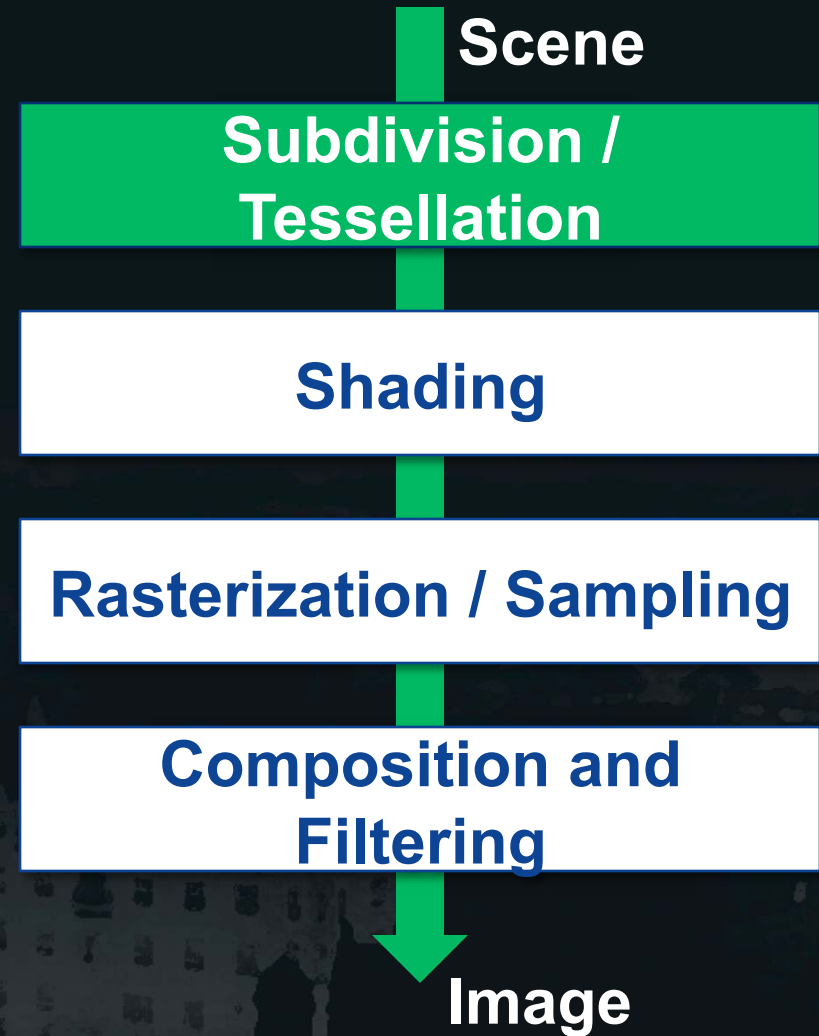 Scene
Subdivision /
Tessellation
Shading
Rasterization / Sampling
Composition and
Filtering
Image